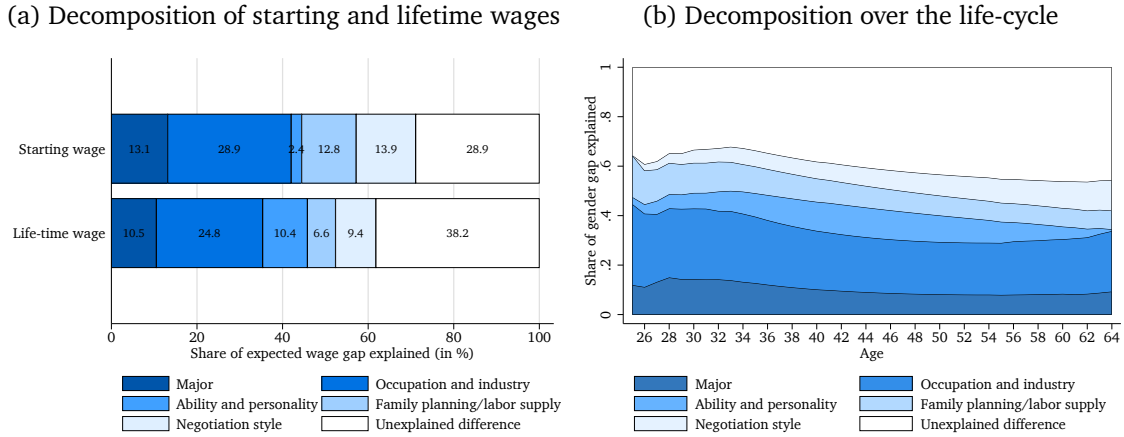 (a) Decomposition of starting and lifetime wages
Starting wage
13.1 28.9 2.4 12.8 13.9 28.9
Life-time wage
10.5 24.8 10.4 6.6 9.4 38.2
0 20 40 60 80 100
Share of expected wage gap explained (in %)
Major
Occupation and industry
Ability and personality
Family planning/labor supply
Negotiation style
Unexplained difference
(b) Decomposition over the life-cycle
Share of gender gap explained
1
.8
.6
.4
.2
0
26 28 30 32 34 36 38 40 42 44 46 48 50 52 54 56 58 60 62 64
Age
Major
Occupation and industry
Ability and personality
Family planning/labor supply
Negotiation style
Unexplained difference